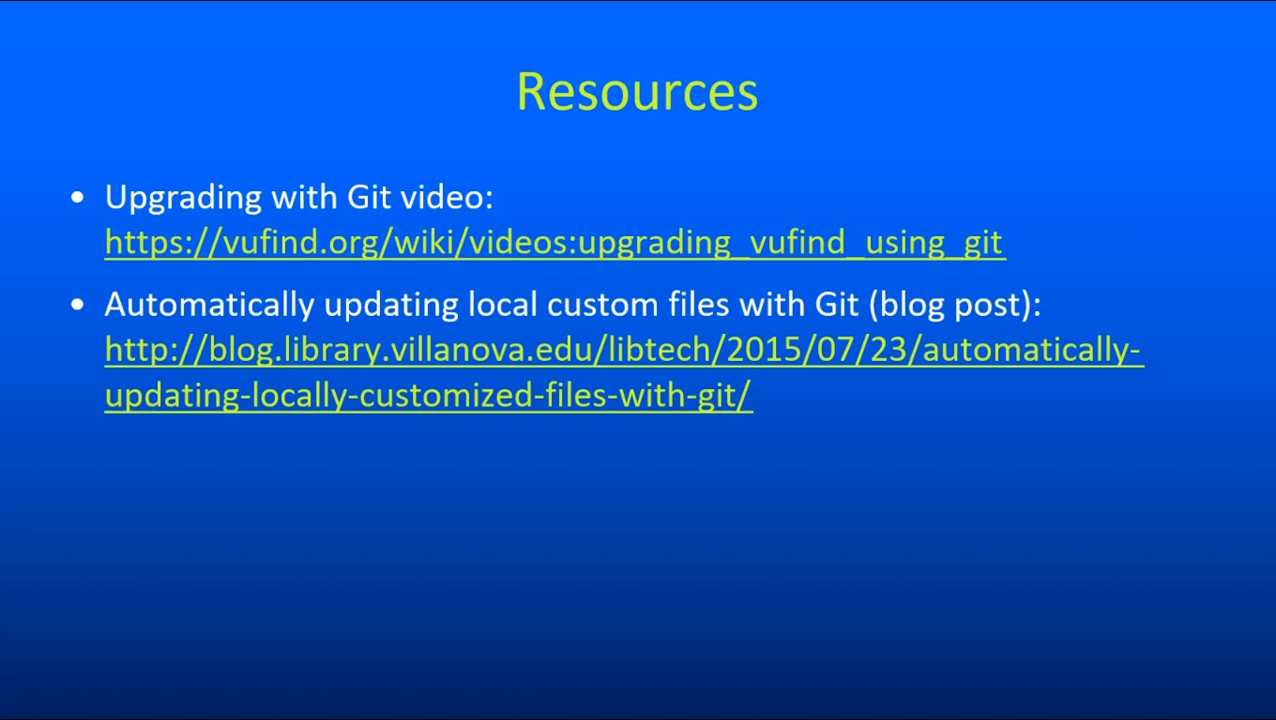 Resources
• Upgrading with Git video:
https://vufind.org/wiki/videos:upgrading_vufind_using_git
• Automatically updating local custom files with Git (blog post):
http://blog.library.villanova.edu/libtech/2015/07/23/automatically-
updating-locally-customized-files-with-git/